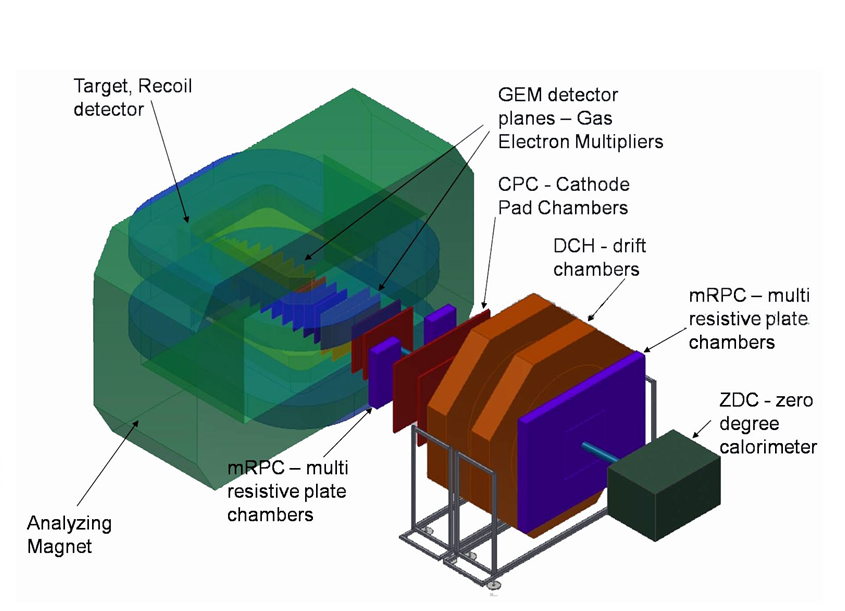 Target, Recoil
detector
GEM detector
planes – Gas
Electron Multipliers
CPC - Cathode
Pad Chambers
DCH - drift
chambers
mRPC – multi
resistive plate
chambers
ZDC - zero
degree
calorimeter
mRPC – multi
resistive plate
chambers
Analyzing
Magnet